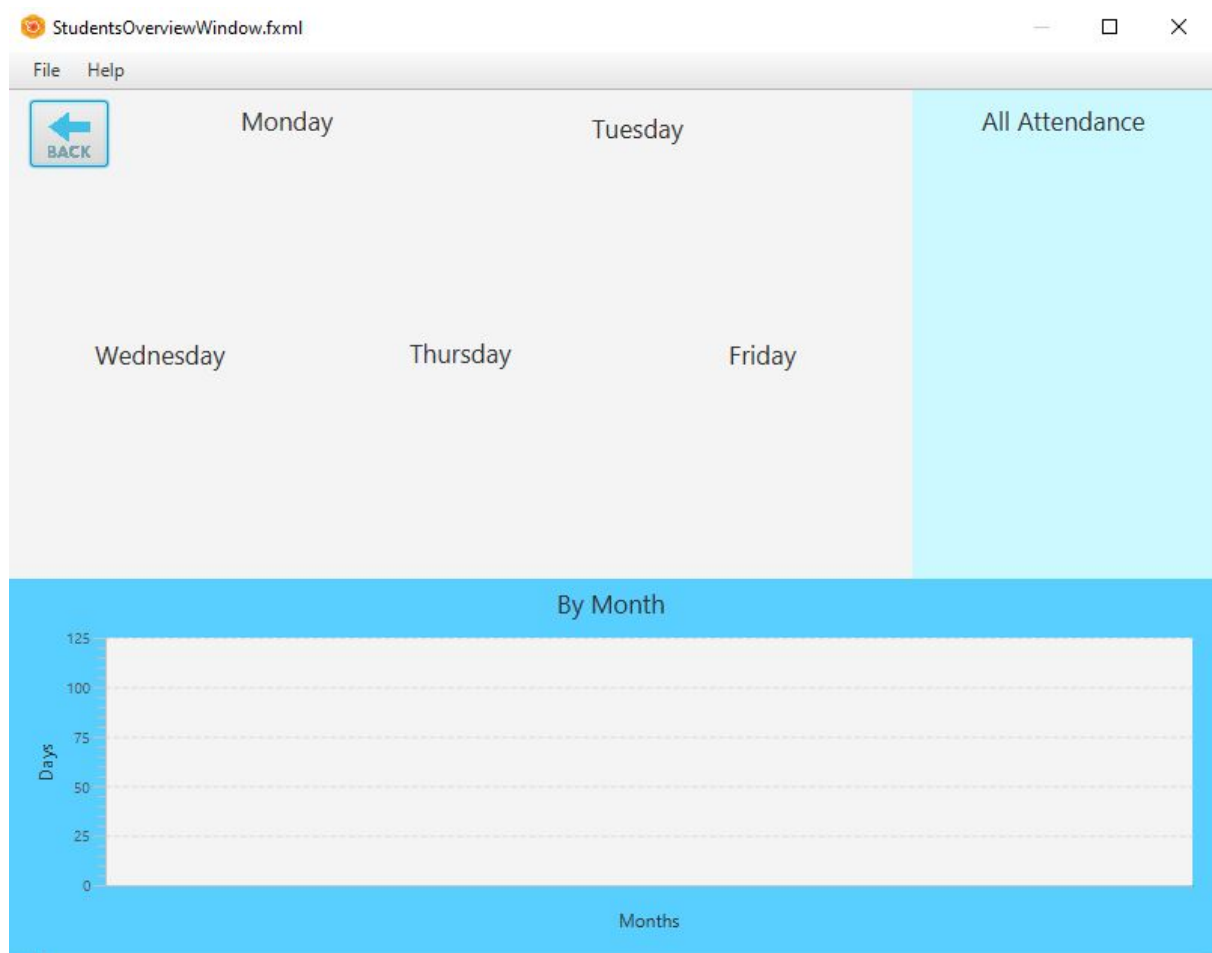 StudentsOverviewWindow.fxml
File Help
BACK
Monday
Tuesday
All Attendance
Wednesday
Thursday
Friday
By Month
125
100
75
50
25
0
Days
Months